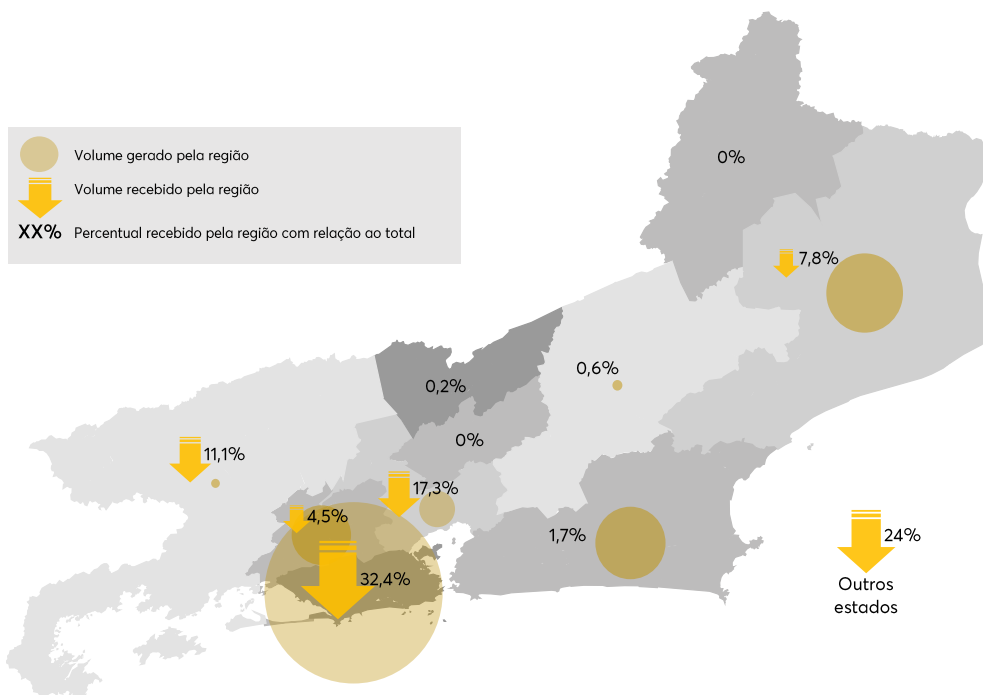 Volume gerado pela região
Volume recebido pela região
XX% Percentual recebido pela região com relação ao total
0%
7,8%
0,6%
0,2%
0%
11,1%
17,3%
4,5%
1,7%
24%
32,4%
Outros
estados